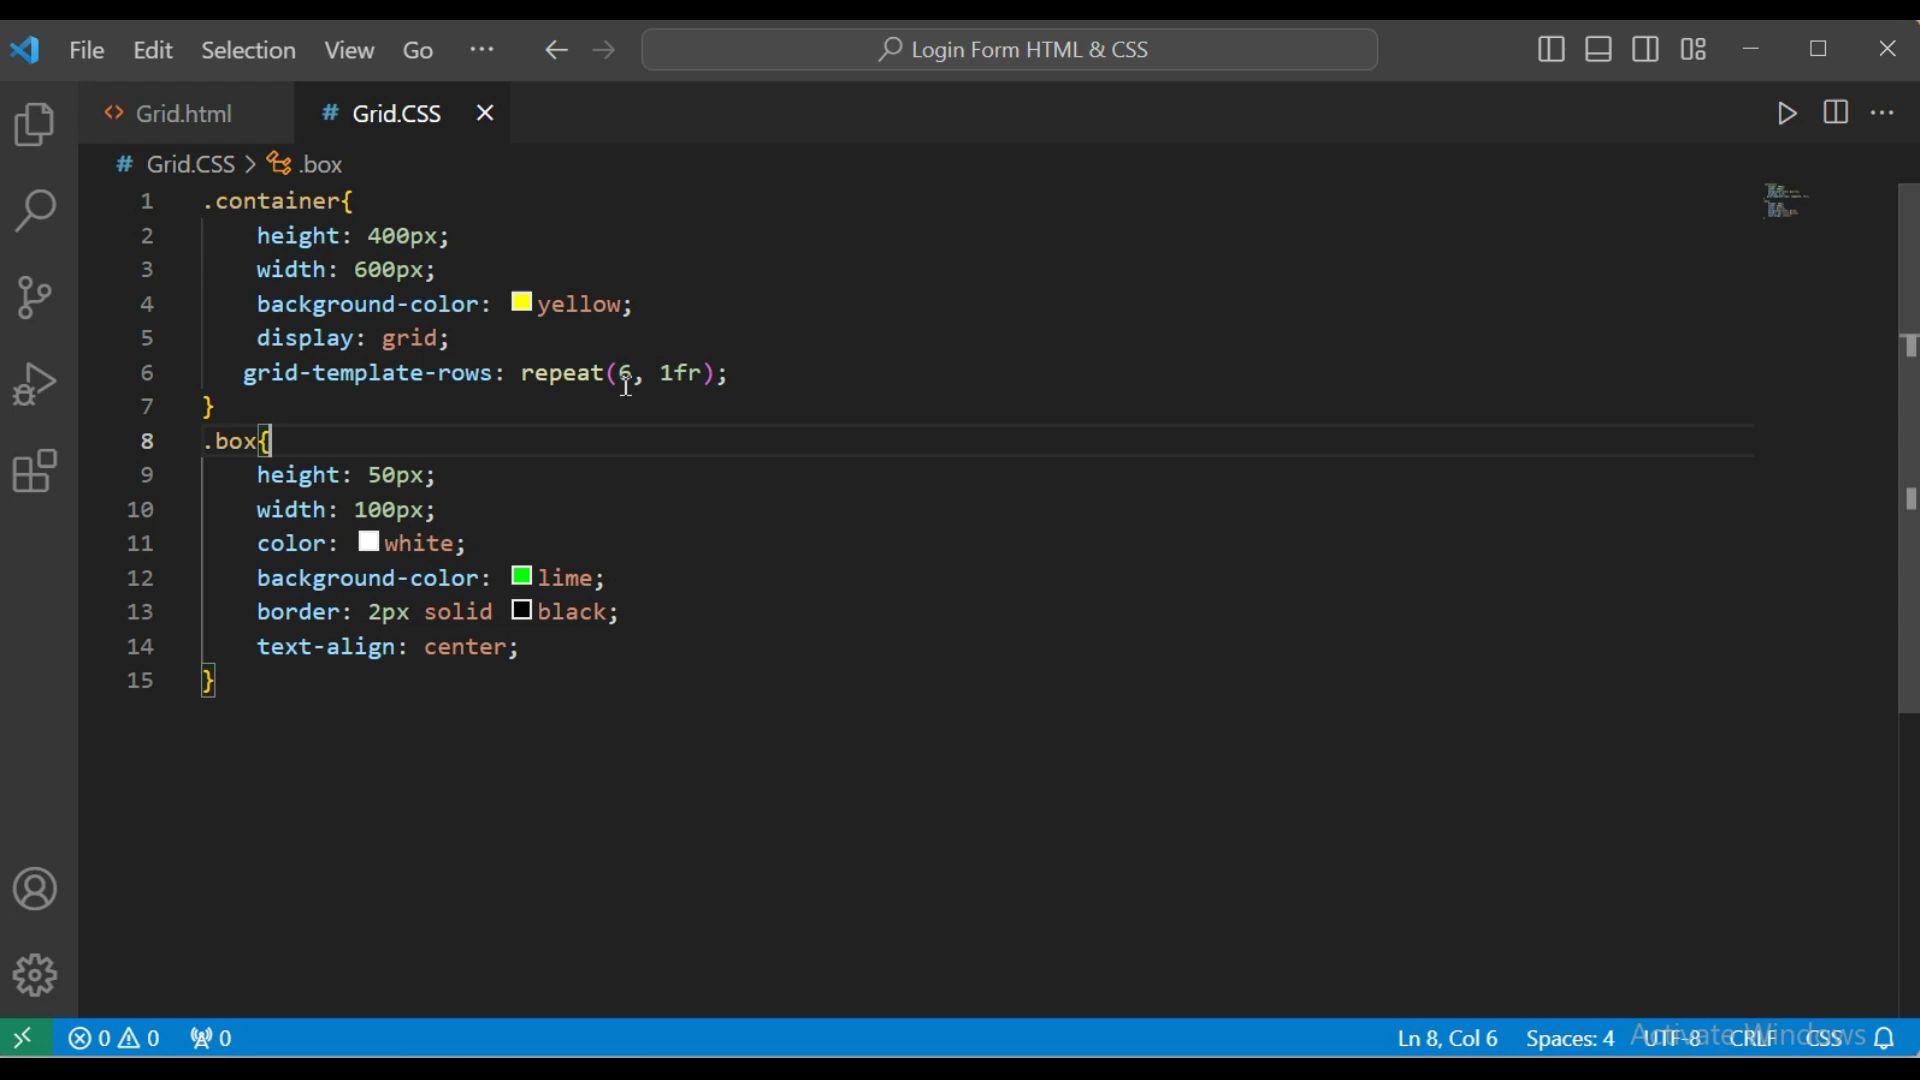 File Edit Selection View Go ··· Login Form HTML & CSS
<> Grid.html # Grid.CSS
# Grid.CSS > .box
1 .container{
2 height: 400px;
3 width: 600px;
4 background-color: yellow;
5 display: grid;
6 grid-template-rows: repeat(6, 1fr);
7 }
8 .box{
9 height: 50px;
10 width: 100px;
11 color: white;
12 background-color: lime;
13 border: 2px solid black;
14 text-align: center;
15 }
0 0 0 Ln 8, Col 6 Spaces: 4 UTF-8 CRLF CSS
Activate Windows